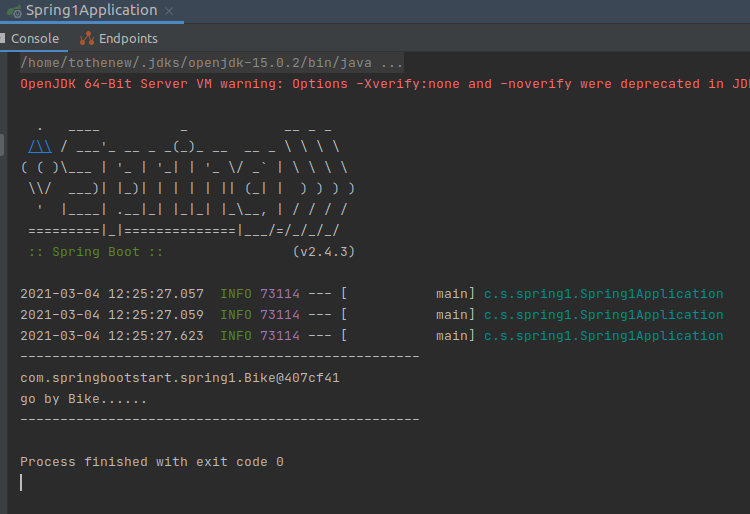 Spring1Application ×
Console Endpoints
/home/tothenew/.jdks/openjdk-15.0.2/bin/java ...
OpenJDK 64-Bit Server VM warning: Options -Xverify:none and -noverify were deprecated in JD
  .   ____          _            __ _ _
 /\\ / ___'_ __ _ _(_)_ __  __ _ \ \ \ \
( ( )\___ | '_ | '_| | '_ \/ _` | \ \ \ \
 \\/  ___)| |_)| | | | | || (_| |  ) ) ) )
  '  |____| .__|_| |_|_| |_\__, | / / / /
 =========|_|==============|___/=/_/_/_/
 :: Spring Boot ::                (v2.4.3)
2021-03-04 12:25:27.057  INFO 73114 --- [           main] c.s.spring1.Spring1Application
2021-03-04 12:25:27.059  INFO 73114 --- [           main] c.s.spring1.Spring1Application
2021-03-04 12:25:27.623  INFO 73114 --- [           main] c.s.spring1.Spring1Application
--------------------------------------------------
com.springbootstart.spring1.Bike@407cf41
go by Bike......
--------------------------------------------------
Process finished with exit code 0